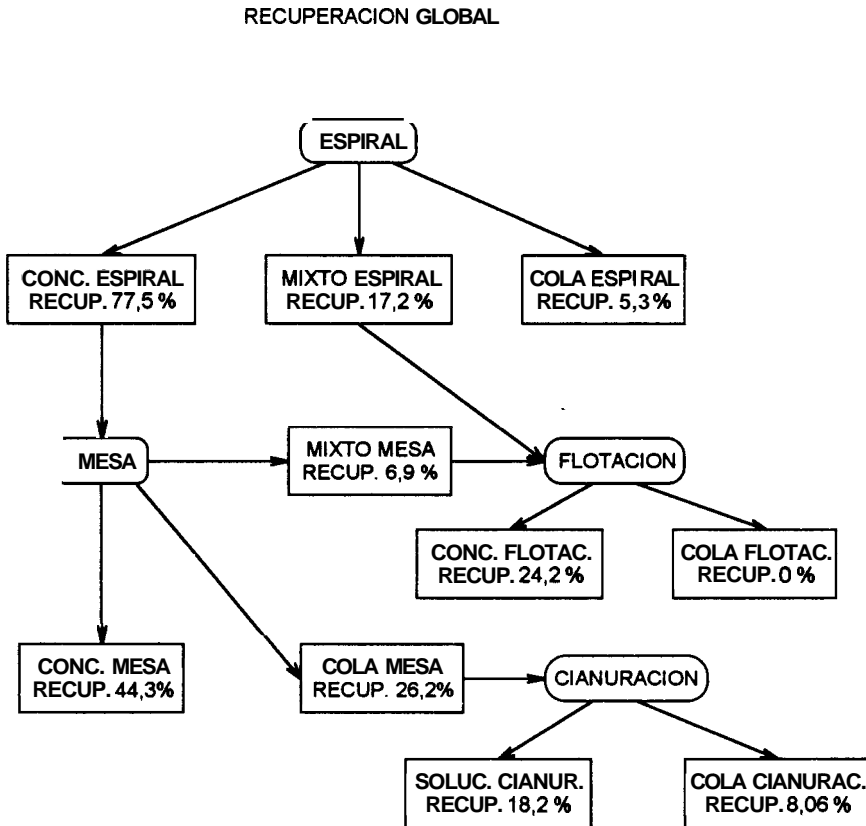 RECUPERACION GLOBAL
ESPIRAL
CONC. ESPIRAL
RECUP. 77,5 %
MIXTO ESPIRAL
RECUP. 17,2 %
COLA ESPIRAL
RECUP. 5,3 %
MESA
MIXTO MESA
RECUP. 6,9 %
FLOTACION
CONC. FLOTAC.
RECUP. 24,2 %
COLA FLOTAC.
RECUP. 0 %
CONC. MESA
RECUP. 44,3%
COLA MESA
RECUP. 26,2%
CIANURACION
SOLUC. CIANUR.
RECUP. 18,2 %
COLA CIANURAC.
RECUP. 8,06 %